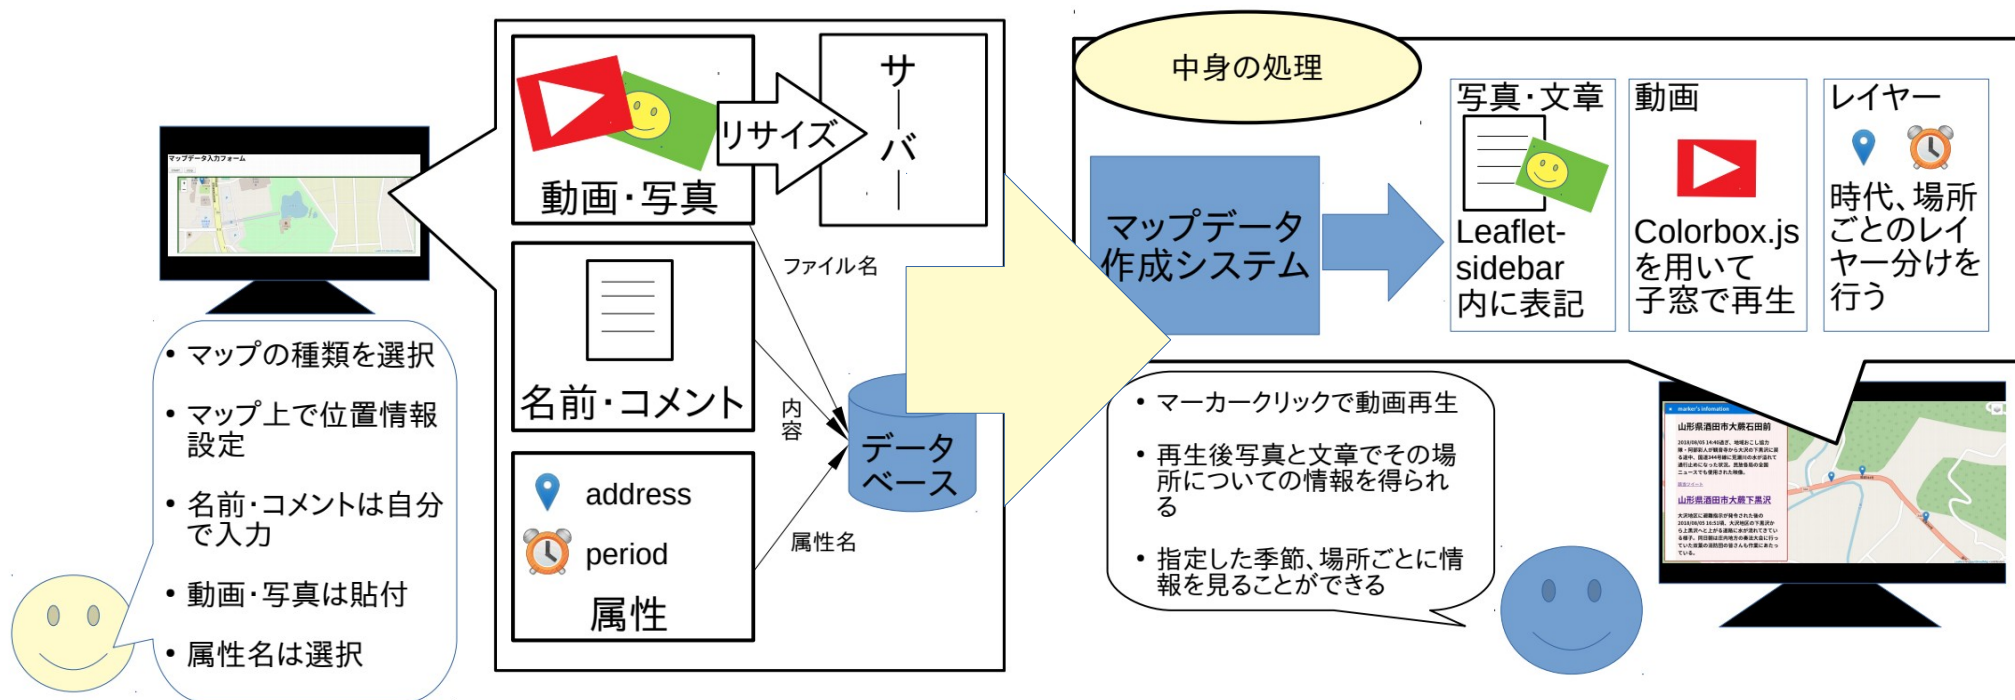 マップデータ入力フォーム
・マップの種類を選択
・マップ上で位置情報
設定
・名前・コメントは自分
で入力
・動画・写真は貼付
・属性名は選択
動画・写真
リサイズ
サーバー
名前・コメント
address
period
属性
ファイル名
内容
属性名
データ
ベース
中身の処理
マップデータ
作成システム
写真・文章
Leaflet-
sidebar
内に表記
動画
Colorbox.js
を用いて
子窓で再生
レイヤー
時代、場所
ごとのレイ
ヤー分けを
行う
・マーカークリックで動画再生
・再生後写真と文章でその場
所についての情報を得られ
る
・指定した季節、場所ごとに情
報を見ることができる
marker's infomation
山形県酒田市大蕨石田前
山形県酒田市大蕨下黒沢